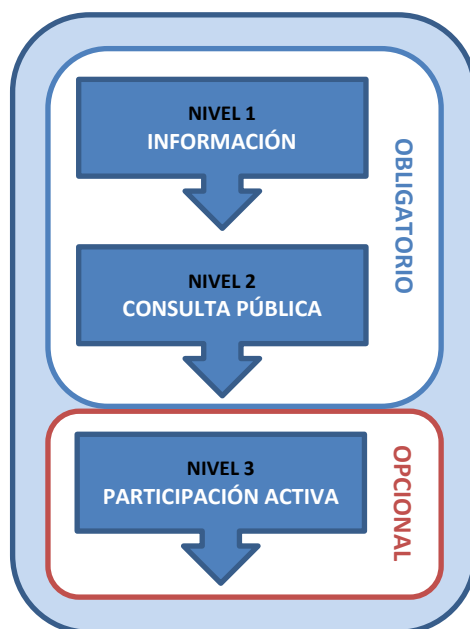 NIVEL 1
INFORMACIÓN
NIVEL 2
CONSULTA PÚBLICA
OBLIGATORIO
NIVEL 3
PARTICIPACIÓN ACTIVA
OPCIONAL